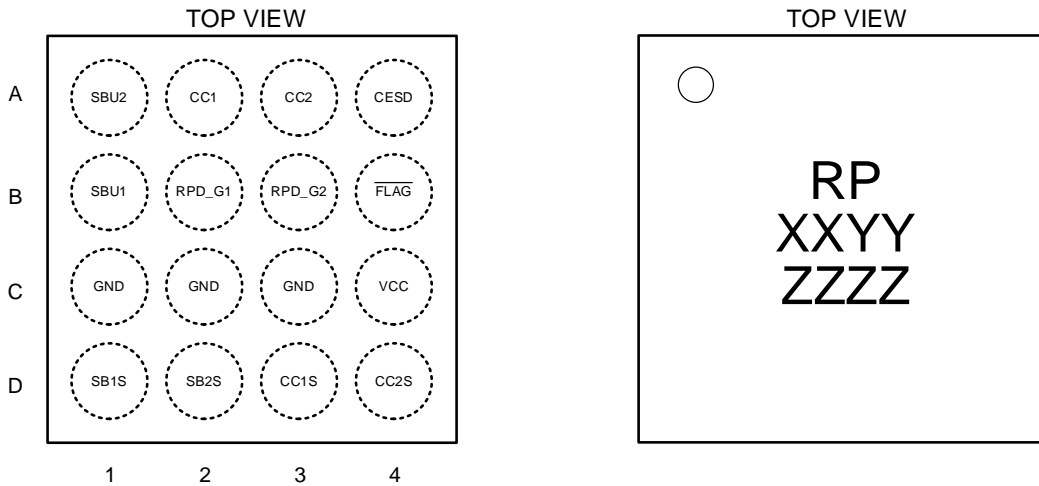 TOP VIEW
A SBU2 CC1 CC2 CESD
B SBU1 RPD_G1 RPD_G2 F̅L̅A̅G̅
C GND GND GND VCC
D SB1S SB2S CC1S CC2S
1 2 3 4
TOP VIEW
RP
XXYY
ZZZZ